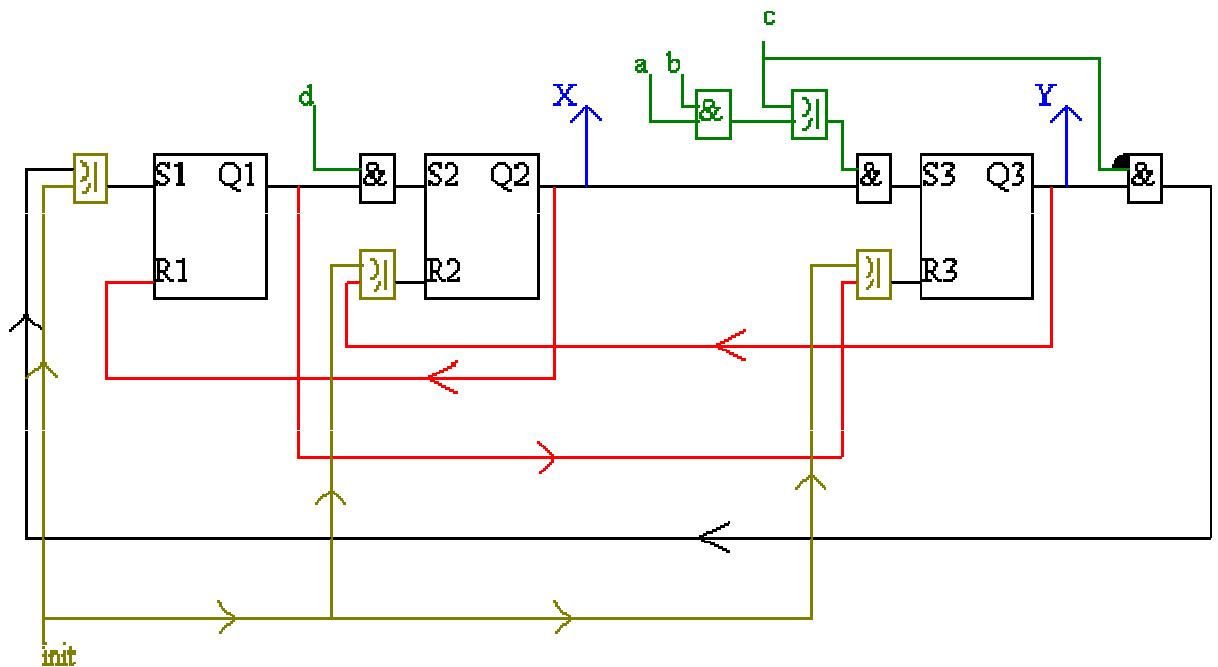 c
a b
d X & Y
& S1 Q1 & S2 Q2 & S3 Q3 &
R1 R2 R3
init